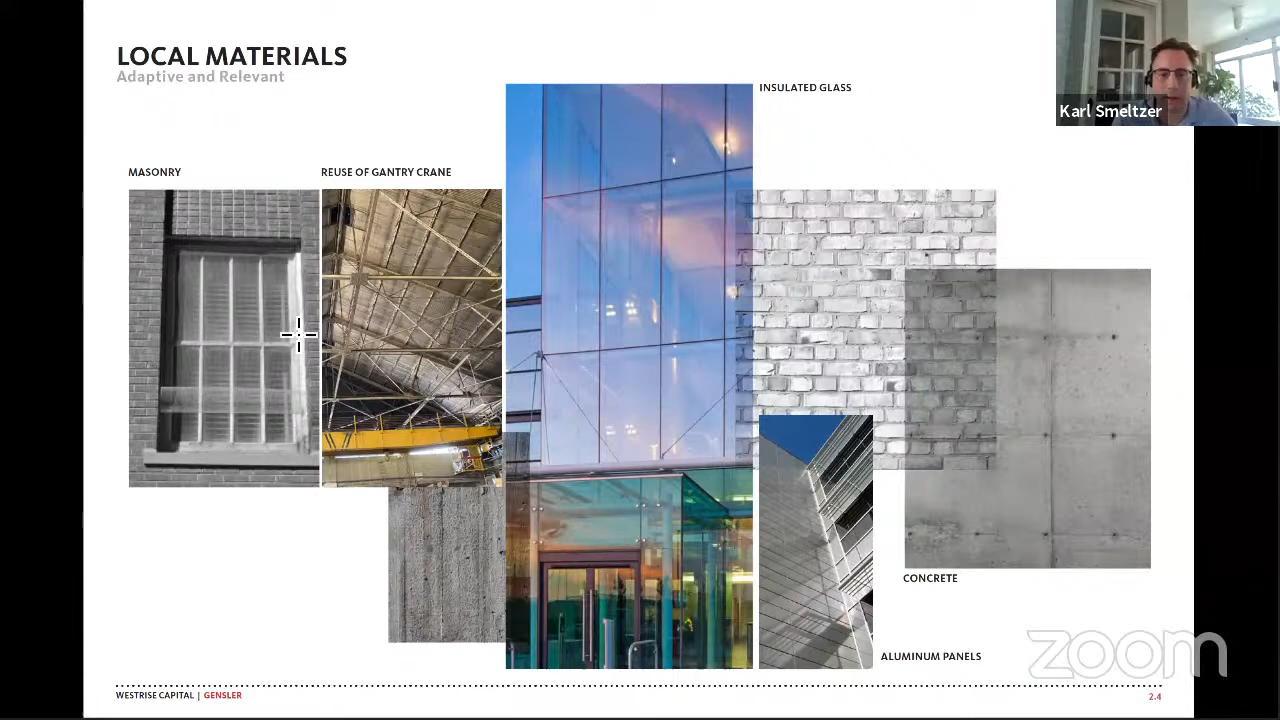 LOCAL MATERIALS
Adaptive and Relevant
INSULATED GLASS
Karl Smeltzer
MASONRY
REUSE OF GANTRY CRANE
CONCRETE
ALUMINUM PANELS
zoom
WESTRISE CAPITAL | GENSLER
2.4